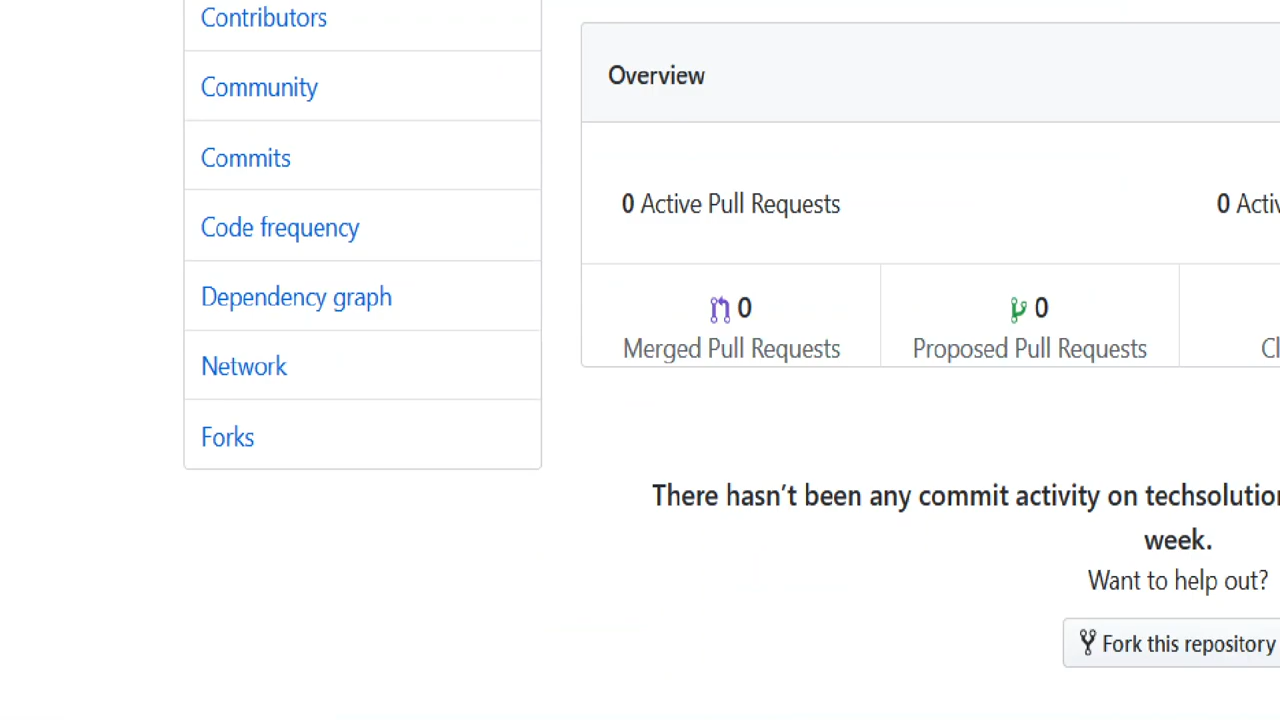 Contributors
Community
Commits
Code frequency
Dependency graph
Network
Forks
Overview
0 Active Pull Requests
0
0 Merged Pull Requests
0 Proposed Pull Requests
There hasn’t been any commit activity on
week.
Want to help out?
Fork this repository